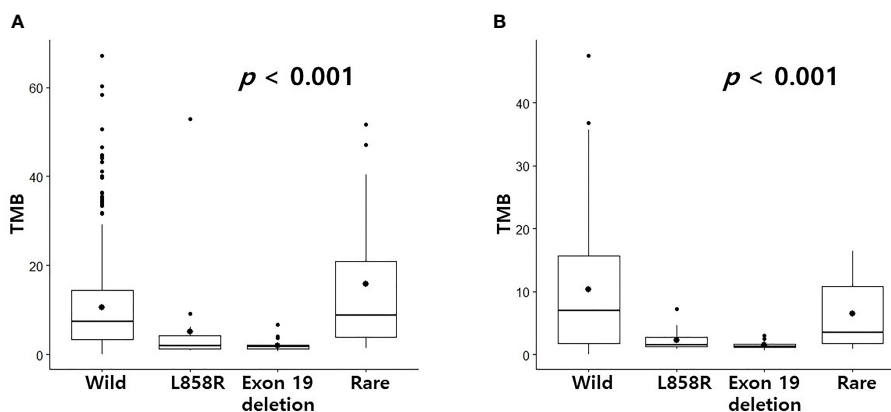 A
p < 0.001
TMB
60
40
20
0
Wild
L858R
Exon 19
deletion
Rare
B
p < 0.001
TMB
40
30
20
10
0
Wild
L858R
Exon 19
deletion
Rare